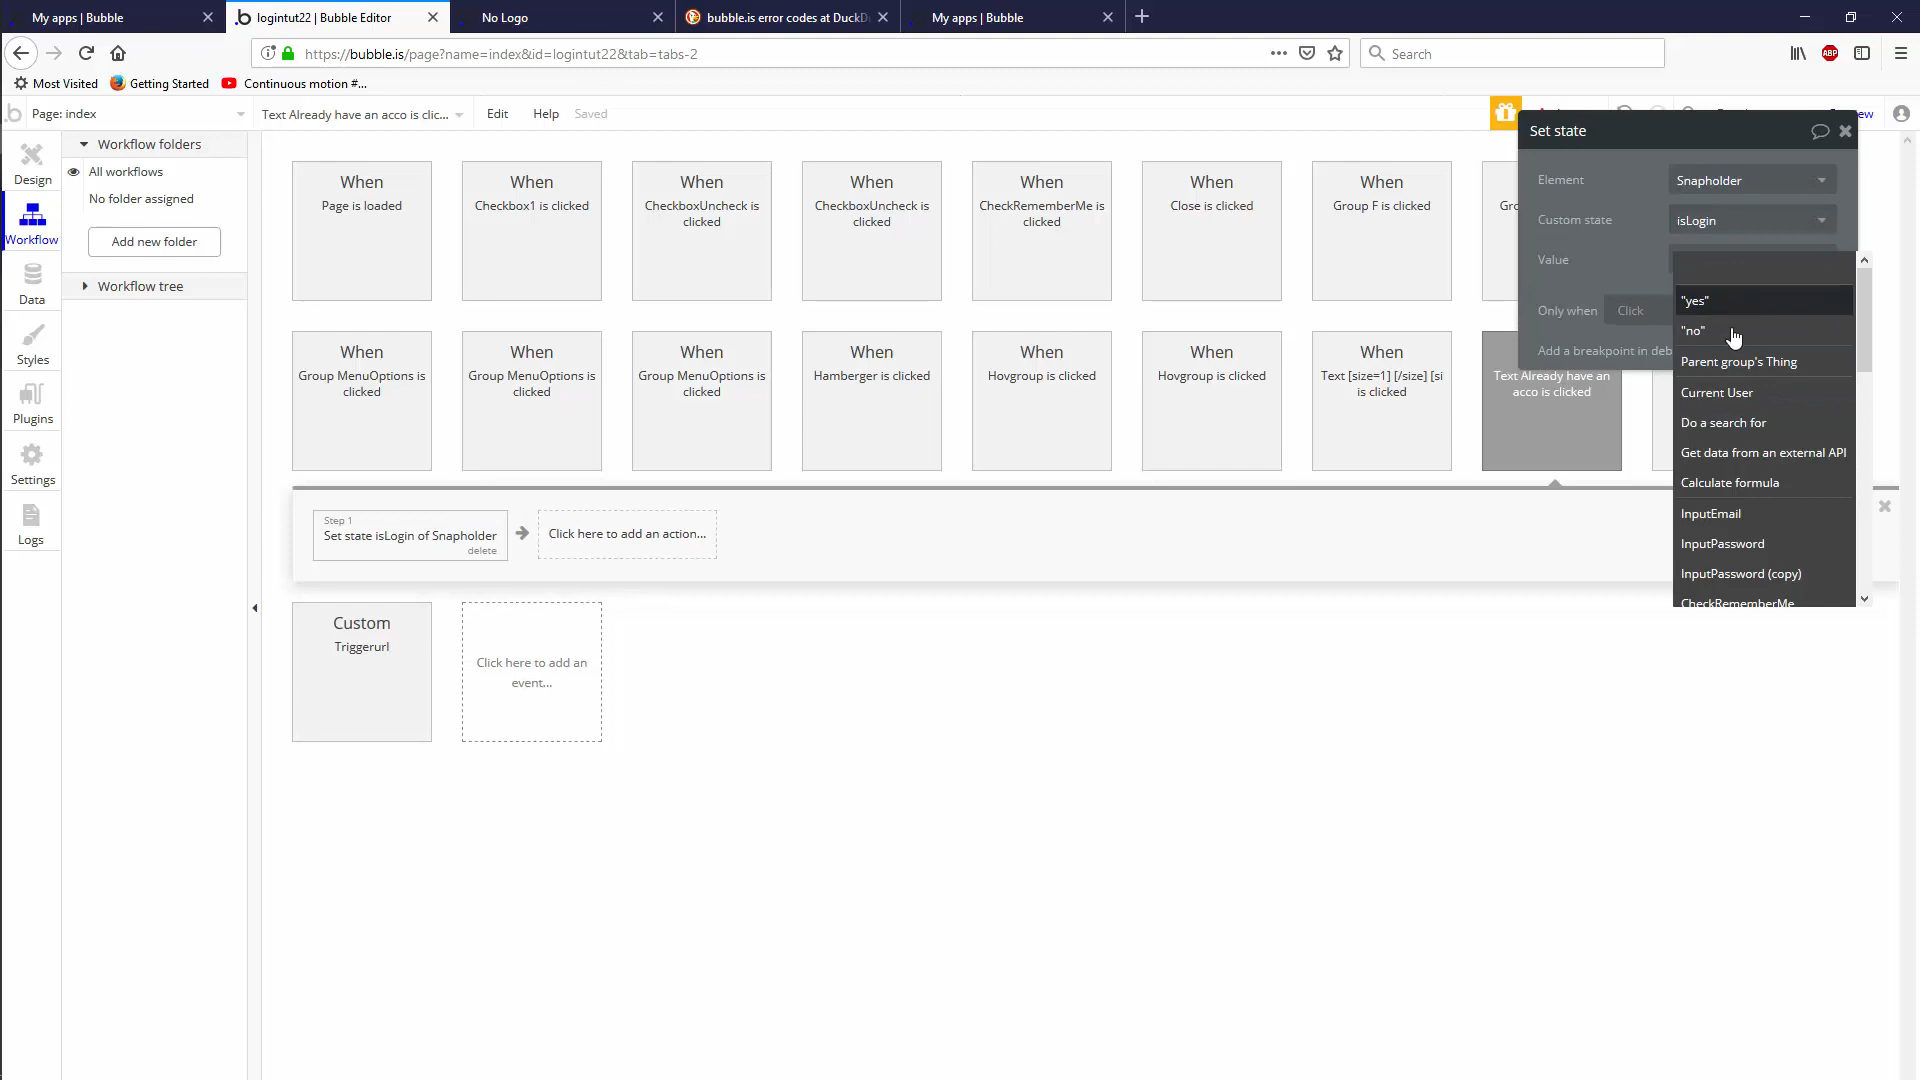 My apps | Bubble
logintut22 | Bubble Editor
No Logo
bubble.is error codes at DuckD
My apps | Bubble
https://bubble.is/page?name=index&id=logintut22&tab=tabs-2
Search
ABP
Most Visited
Getting Started
Continuous motion #...
Page: index
Text Already have an acco is clic...
Edit
Help
Saved
ew
Design
Workflow
Data
Styles
Plugins
Settings
Logs
Workflow folders
All workflows
No folder assigned
Add new folder
Workflow tree
When
Page is loaded
When
Checkbox1 is clicked
When
CheckboxUncheck is
clicked
When
CheckboxUncheck is
clicked
When
CheckRememberMe is
clicked
When
Close is clicked
When
Group F is clicked
Gro
When
Group MenuOptions is
clicked
When
Group MenuOptions is
clicked
When
Group MenuOptions is
clicked
When
Hamberger is clicked
When
Hovgroup is clicked
When
Hovgroup is clicked
When
Text [size=1] [/size] [si
is clicked
Text Already have an
acco is clicked
Step 1
Set state isLogin of Snapholder
delete
Click here to add an action...
Custom
Triggerurl
Click here to add an
event...
Set state
Element
Snapholder
Custom state
isLogin
Value
Only when
Click
Add a breakpoint in deb
"yes"
"no"
Parent group's Thing
Current User
Do a search for
Get data from an external API
Calculate formula
InputEmail
InputPassword
InputPassword (copy)
CheckRememberMe